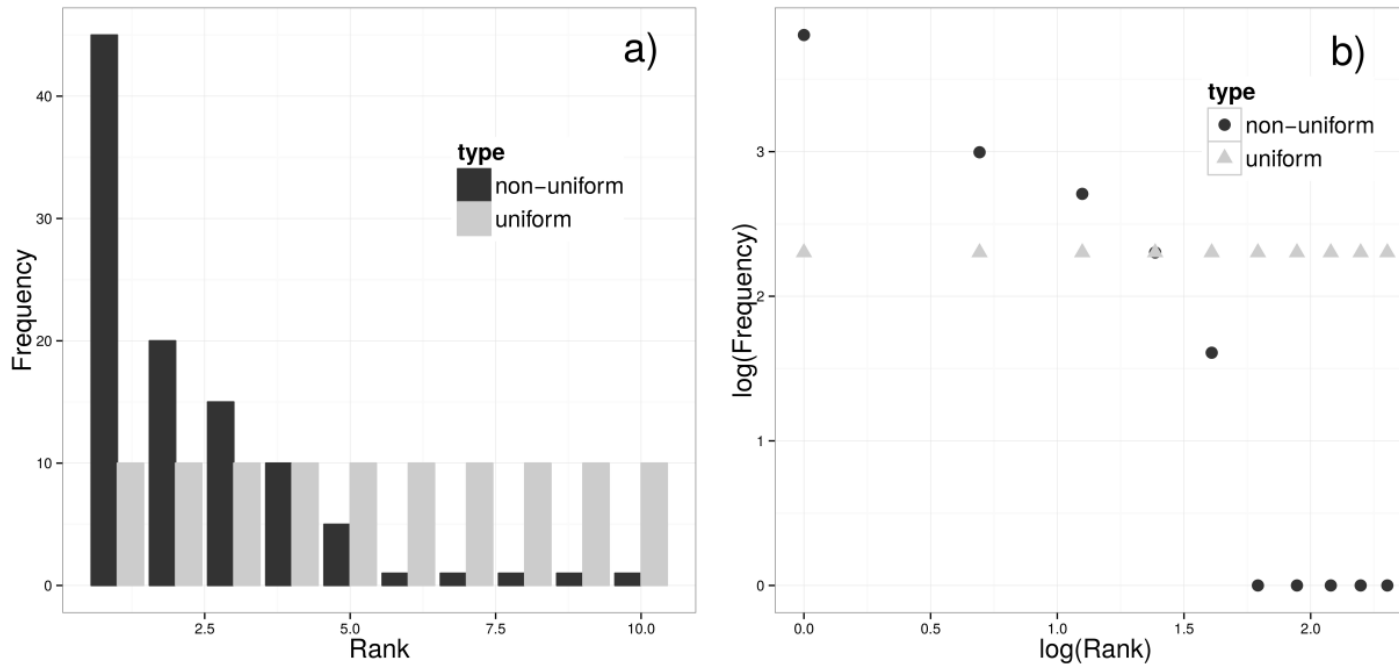 a)
type
non−uniform
uniform
Frequency
40
30
20
10
0
2.5
5.0
7.5
10.0
Rank
b)
type
non−uniform
uniform
log(Frequency)
3
2
1
0
0.0
0.5
1.0
1.5
2.0
log(Rank)